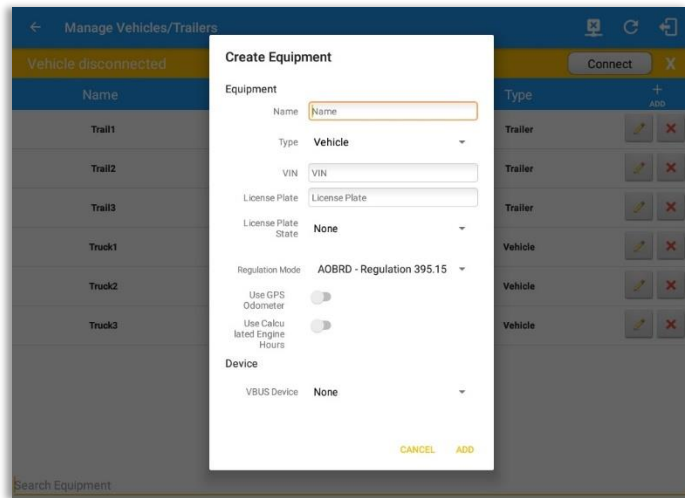 Manage Vehicles/Trailers
Vehicle disconnected
Connect
X
Name
Type
ADD
Trail1
Trailer
Trail2
Trailer
Trail3
Trailer
Truck1
Vehicle
Truck2
Vehicle
Truck3
Vehicle
Search Equipment
Create Equipment
Equipment
Name
Name
Type
Vehicle
VIN
VIN
License Plate
License Plate
License Plate
State
None
Regulation Mode
AOBRD - Regulation 395.15
Use GPS
Odometer
Use Calcu
lated Engine
Hours
Device
VBUS Device
None
CANCEL
ADD